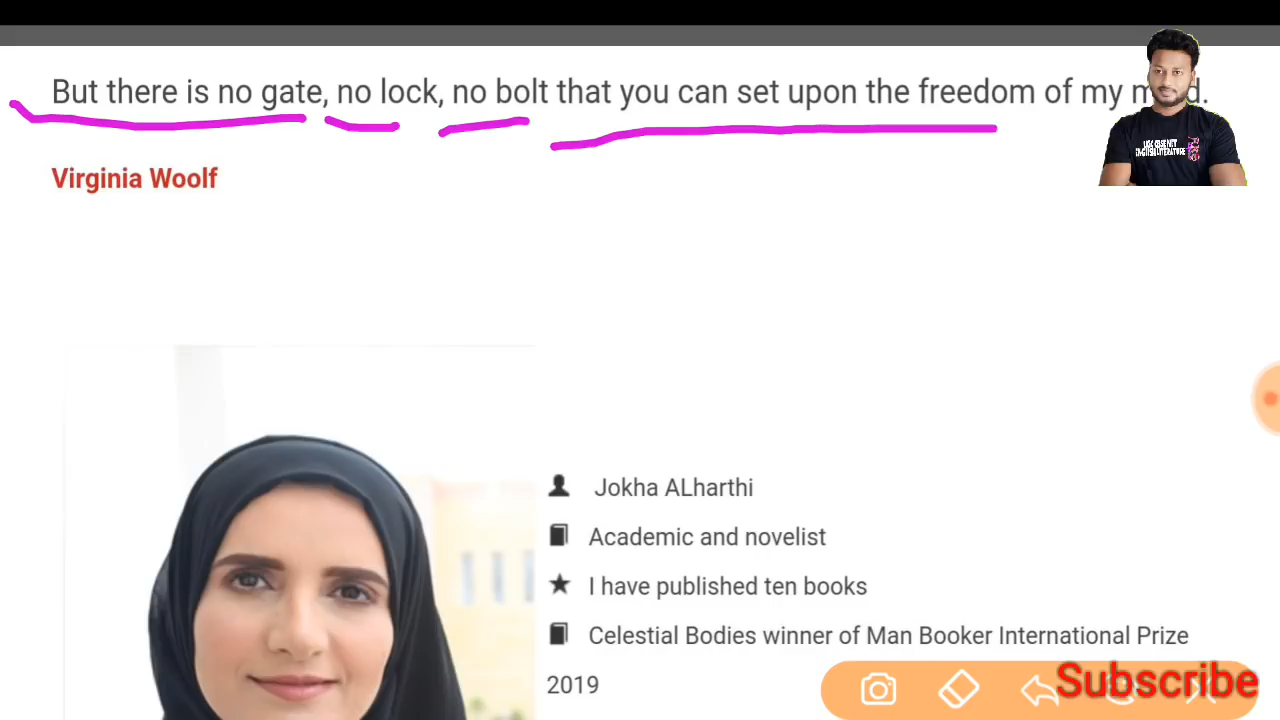 But there is no gate, no lock, no bolt that you can set upon the freedom of my
Virginia Woolf
Jokha ALharthi
Academic and novelist
I have published ten books
Celestial Bodies winner of Man Booker International Prize
2019
Subscribe